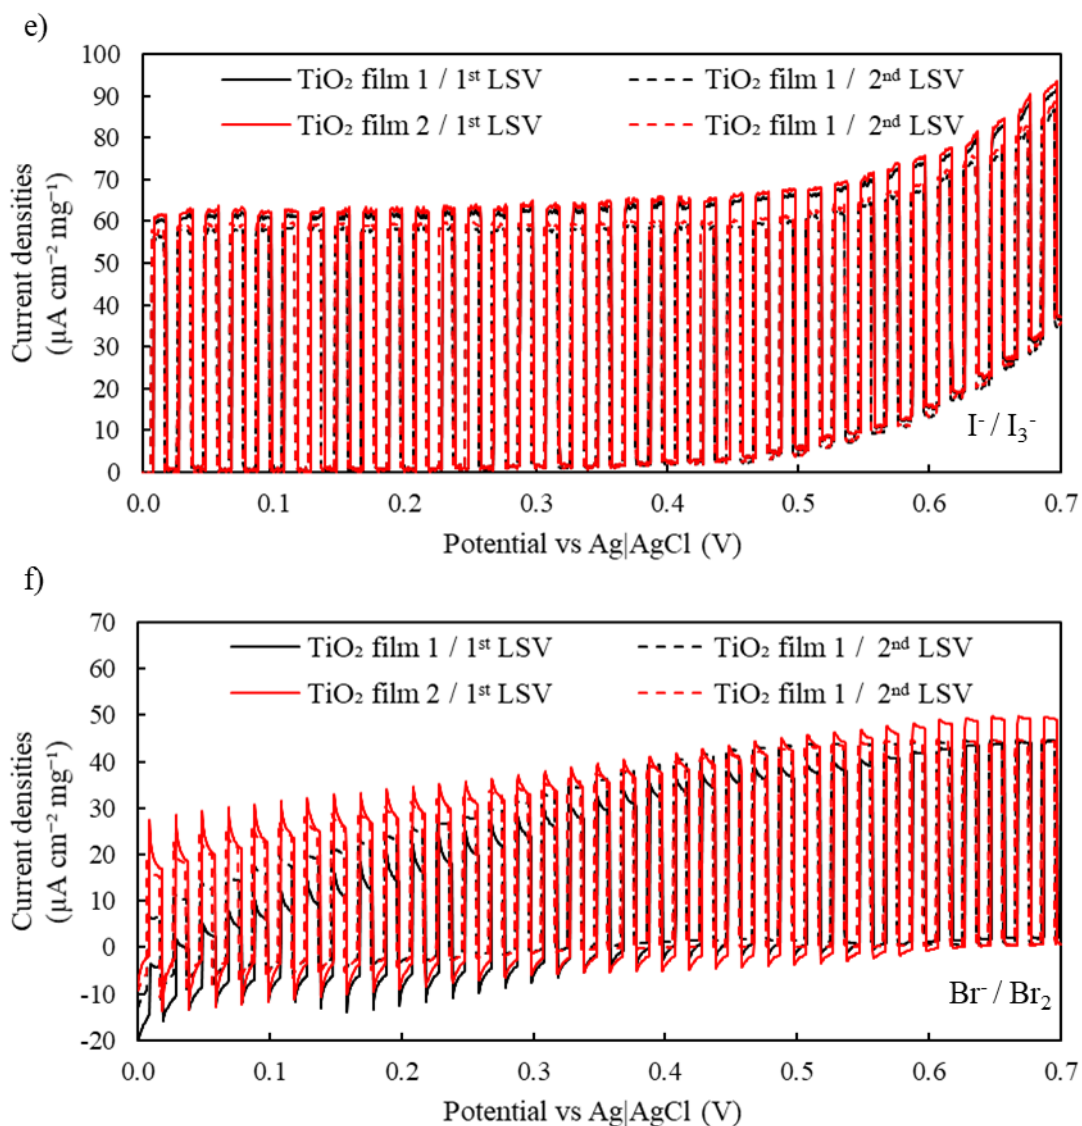 e)
100
90
80
70
60
50
40
30
20
10
0
Current densities
(µA cm⁻² mg⁻¹)
TiO₂ film 1 / 1ˢᵗ LSV
TiO₂ film 1 / 2ⁿᵈ LSV
TiO₂ film 2 / 1ˢᵗ LSV
TiO₂ film 1 / 2ⁿᵈ LSV
I⁻ / I₃⁻
0.0 0.1 0.2 0.3 0.4 0.5 0.6 0.7
Potential vs Ag|AgCl (V)
f)
70
60
50
40
30
20
10
0
-10
-20
Current densities
(µA cm⁻² mg⁻¹)
TiO₂ film 1 / 1ˢᵗ LSV
TiO₂ film 1 / 2ⁿᵈ LSV
TiO₂ film 2 / 1ˢᵗ LSV
TiO₂ film 1 / 2ⁿᵈ LSV
Br⁻ / Br₂
0.0 0.1 0.2 0.3 0.4 0.5 0.6 0.7
Potential vs Ag|AgCl (V)